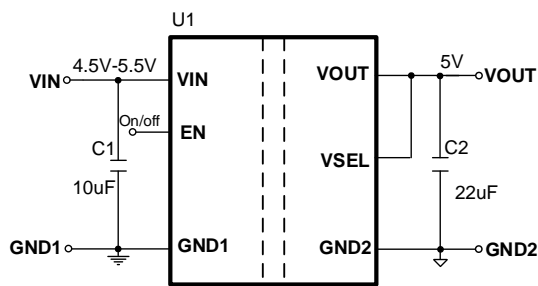 U1
4.5V-5.5V
VIN
VIN
VOUT
5V
VOUT
On/off
EN
C1
10uF
VSEL
C2
22uF
GND1
GND1
GND2
GND2